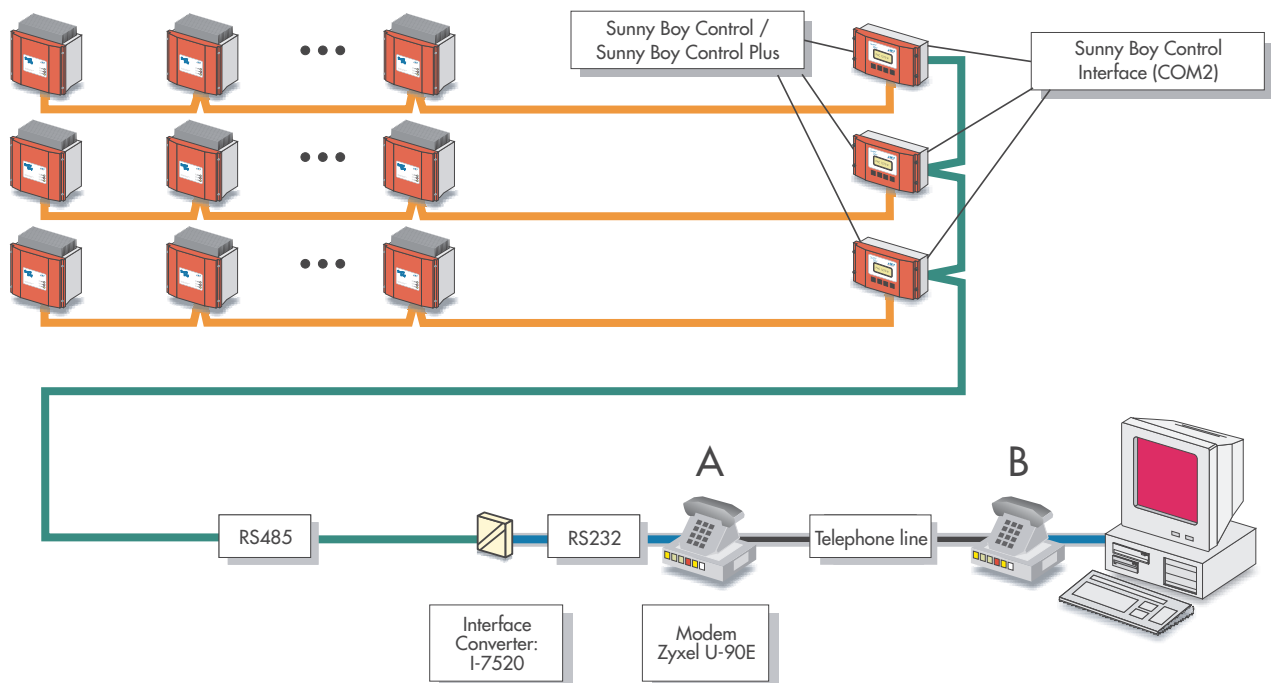 Sunny Boy Control /
Sunny Boy Control Plus
Sunny Boy Control
Interface (COM2)
A
B
RS485
RS232
Telephone line
Interface
Converter:
I-7520
Modem
Zyxel U-90E